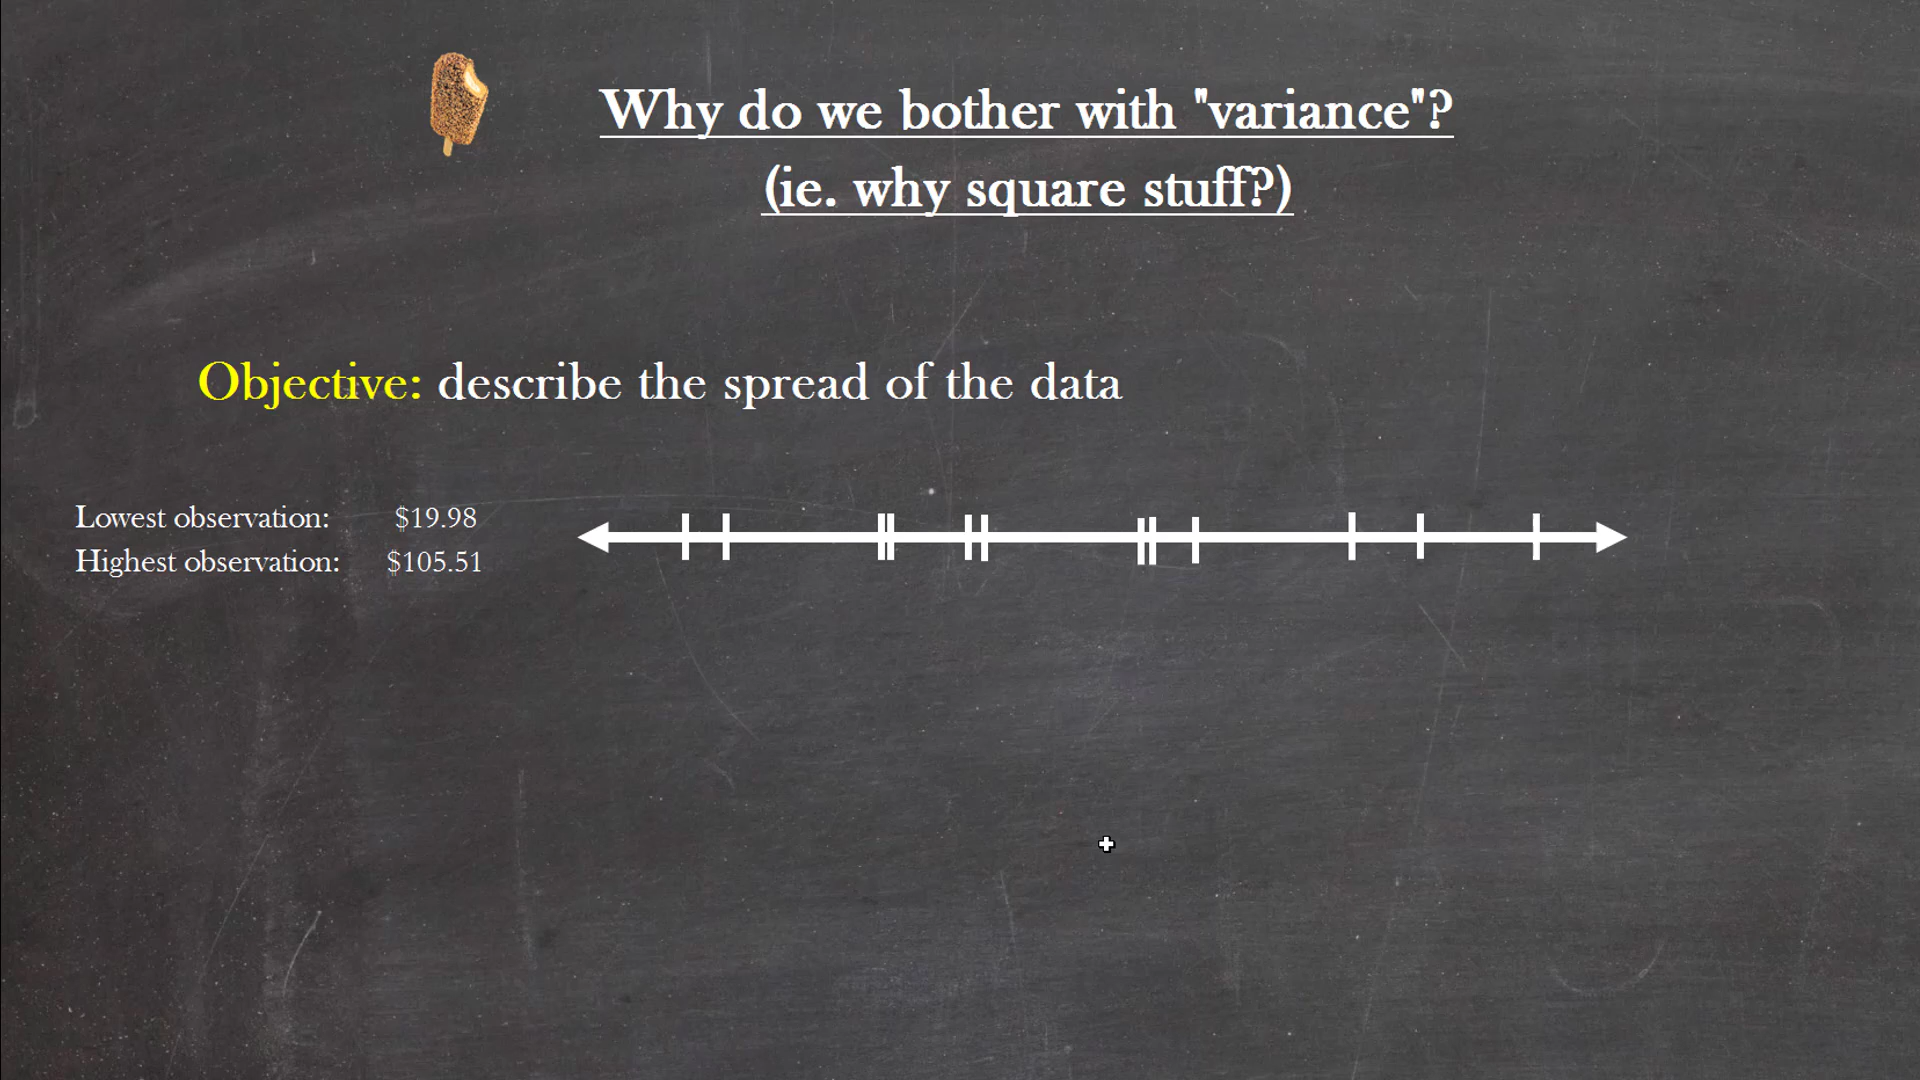 Why do we bother with "variance"?
(ie. why square stuff?)
Objective: describe the spread of the data
Lowest observation: $19.98
Highest observation: $105.51